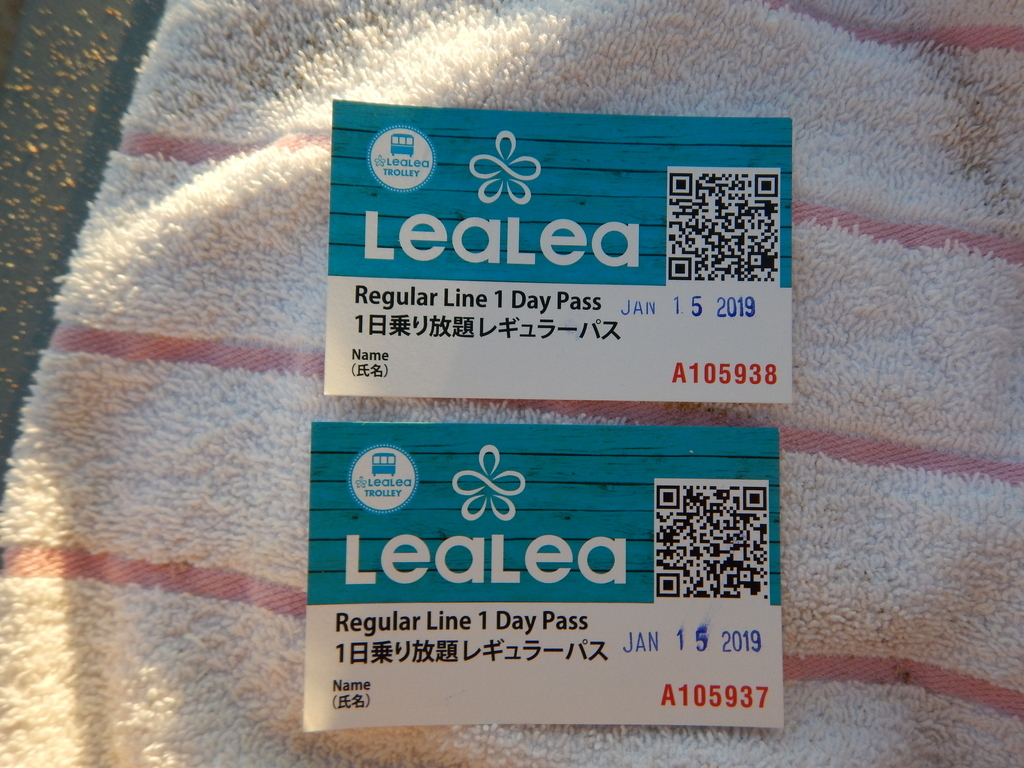 LeaLea
TROLLEY
LeaLea
Regular Line 1 Day Pass JAN 15 2019
1日乗り放題レギュラーパス
Name
(氏名)
A105938
LeaLea
TROLLEY
LeaLea
Regular Line 1 Day Pass
JAN 15 2019
1日乗り放題レギュラーパス
Name
(氏名)
A105937